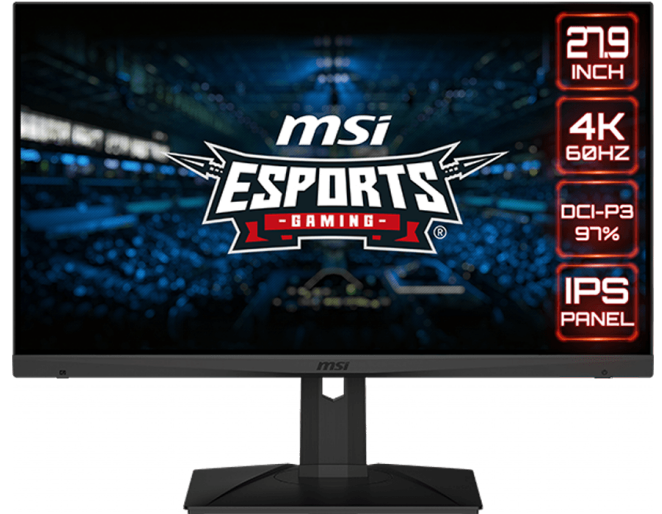 msi
ESPORTS
- GAMING -
®
27.9
INCH
4K
60HZ
DCI-P3
97%
IPS
PANEL
msi